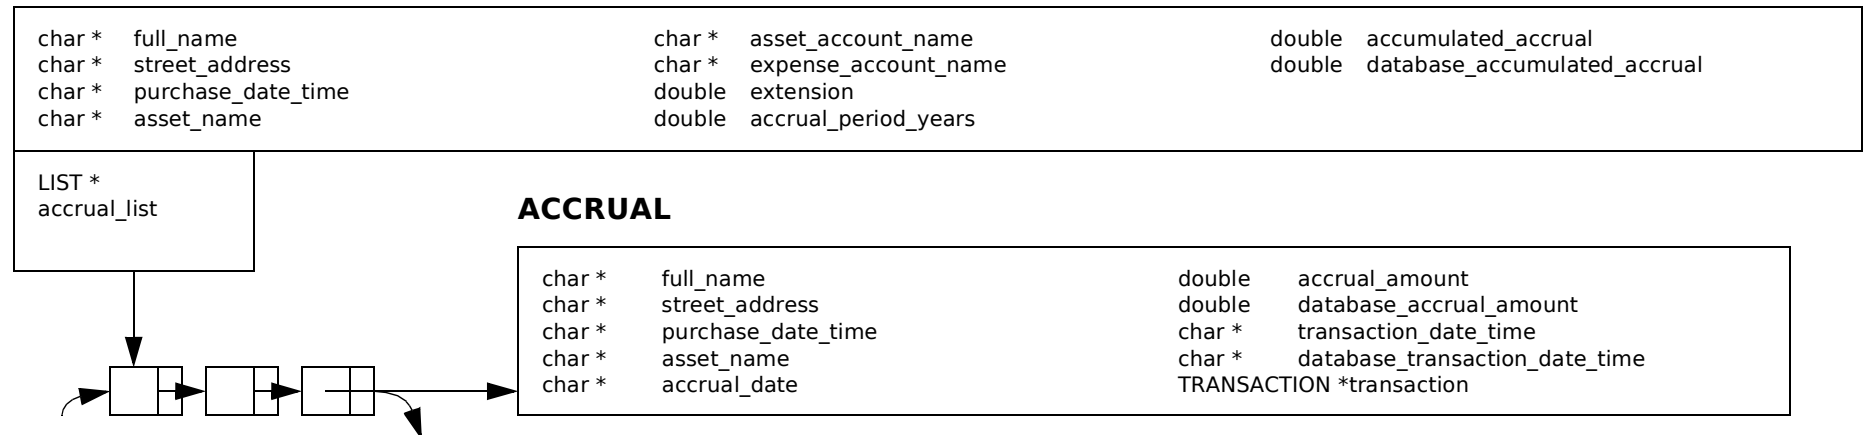 char * full_name
char * street_address
char * purchase_date_time
char * asset_name
char * asset_account_name
char * expense_account_name
double extension
double accrual_period_years
double accumulated_accrual
double database_accumulated_accrual
LIST *
accrual_list
ACCRUAL
char * full_name
char * street_address
char * purchase_date_time
char * asset_name
char * accrual_date
double accrual_amount
double database_accrual_amount
char * transaction_date_time
char * database_transaction_date_time
TRANSACTION *transaction